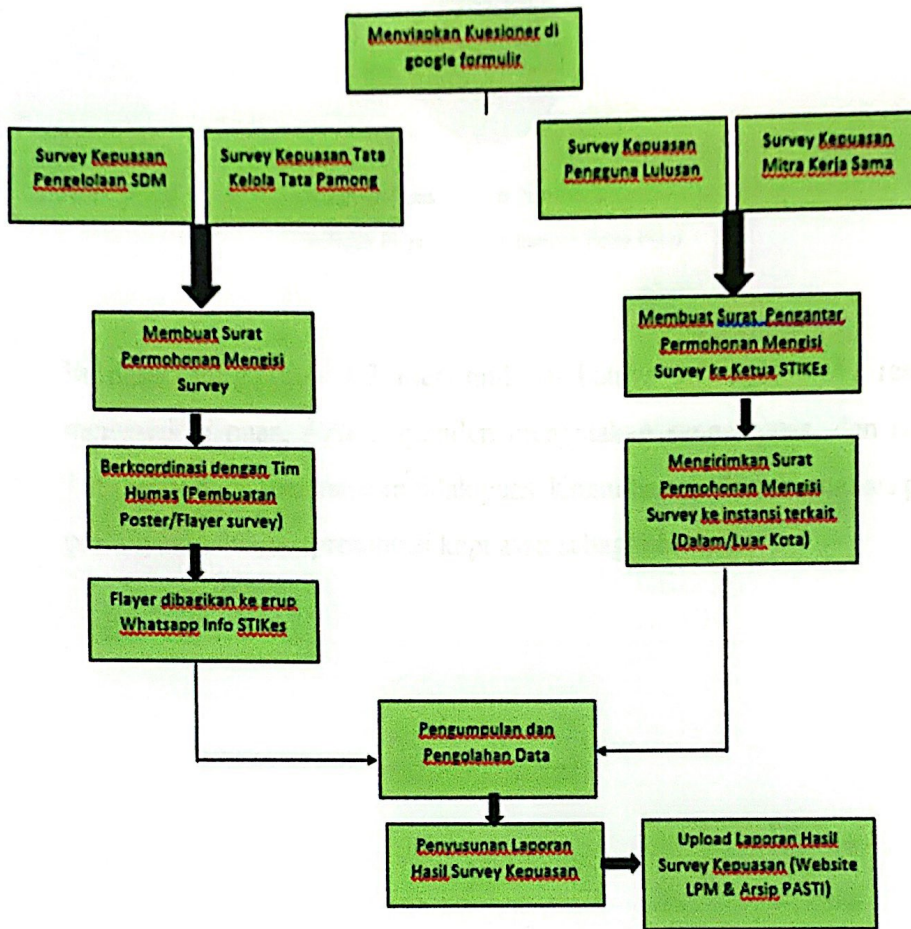 Menyiapkan Kuesioner di
google formulir
Survey Kepuasan
Pengelolaan SDM
Survey Kepuasan Tata
Kelola Tata Pamong
Survey Kepuasan
Pengguna Lulusan
Survey Kepuasan
Mitra Kerja Sama
Membuat Surat
Permohonan Mengisi
Survey
Membuat Surat Pengantar
Permohonan Mengisi
Survey ke Ketua STIKEs
Berkoordinasi dengan Tim
Humas (Pembuatan
Poster/Flayer survey)
Mengirimkan Surat
Permohonan Mengisi
Survey ke instansi terkait
(Dalam/Luar Kota)
Flayer dibagikan ke grup
Whatsapp Info STIKes
Pengumpulan dan
Pengolahan Data
Penyusunan Laporan
Hasil Survey Kepuasan
Upload Laporan Hasil
Survey Kepuasan (Website
LPM & Arsip PASTI)